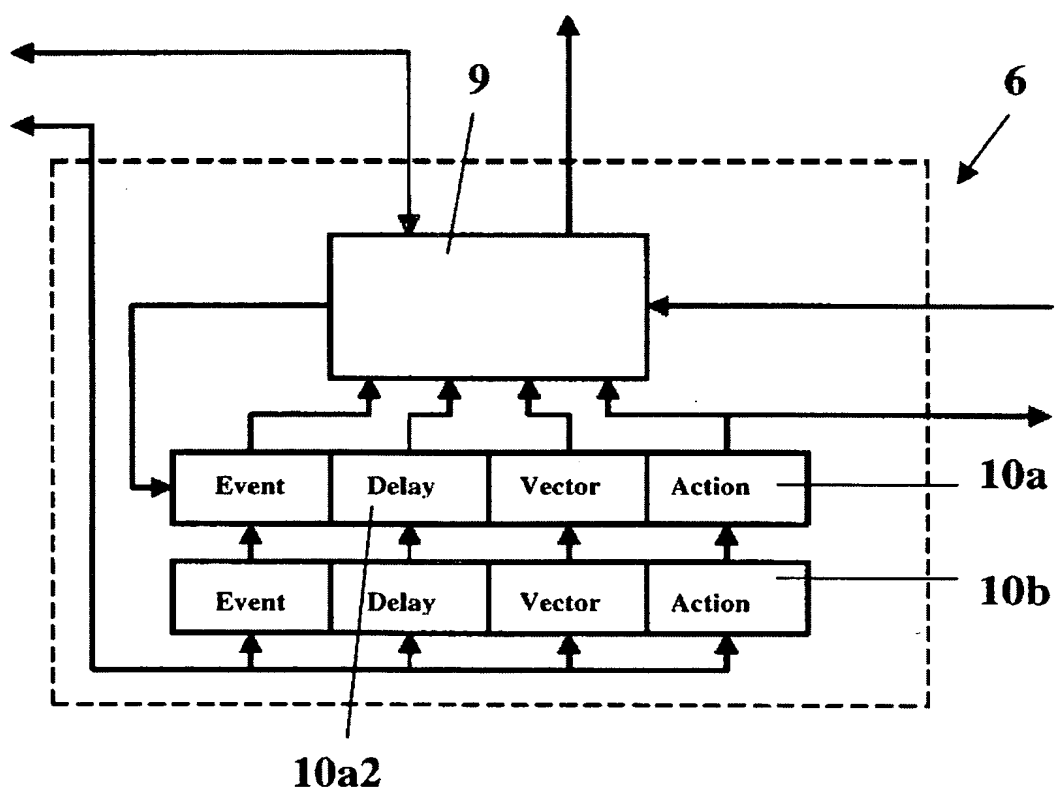 9
6
Event Delay Vector Action
10a
Event Delay Vector Action
10b
10a2